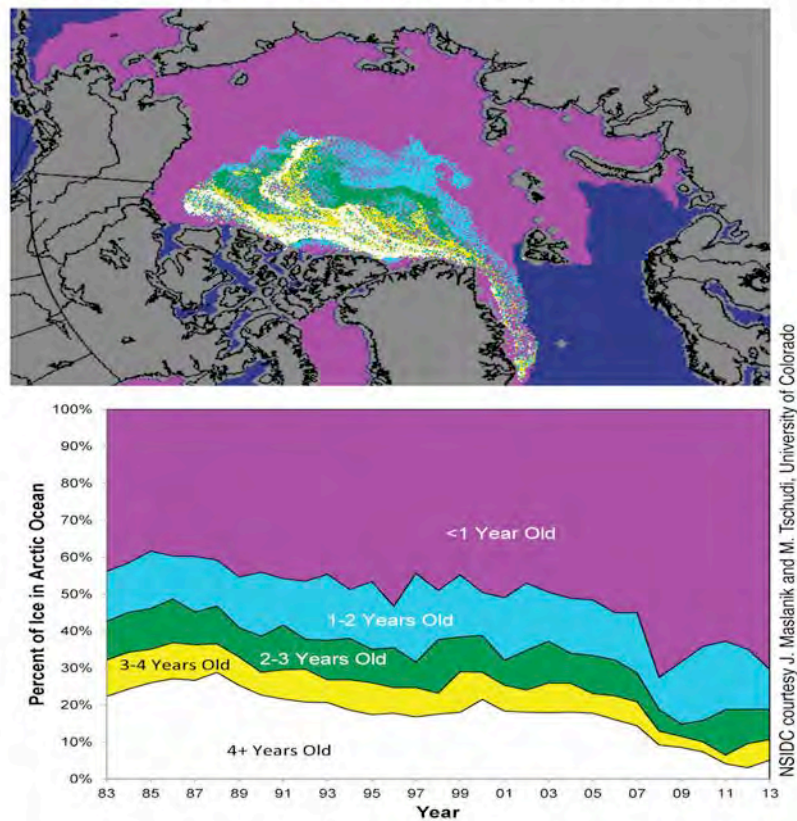 100%
90%
80%
70%
60%
50%
40%
30%
20%
10%
0%
Percent of Ice in Arctic Ocean
<1 Year Old
1-2 Years Old
2-3 Years Old
3-4 Years Old
4+ Years Old
83 85 87 89 91 93 95 97 99 01 03 05 07 09 11 13
Year
NSIDC courtesy J. Maslanik and M. Tschudi, University of Colorado